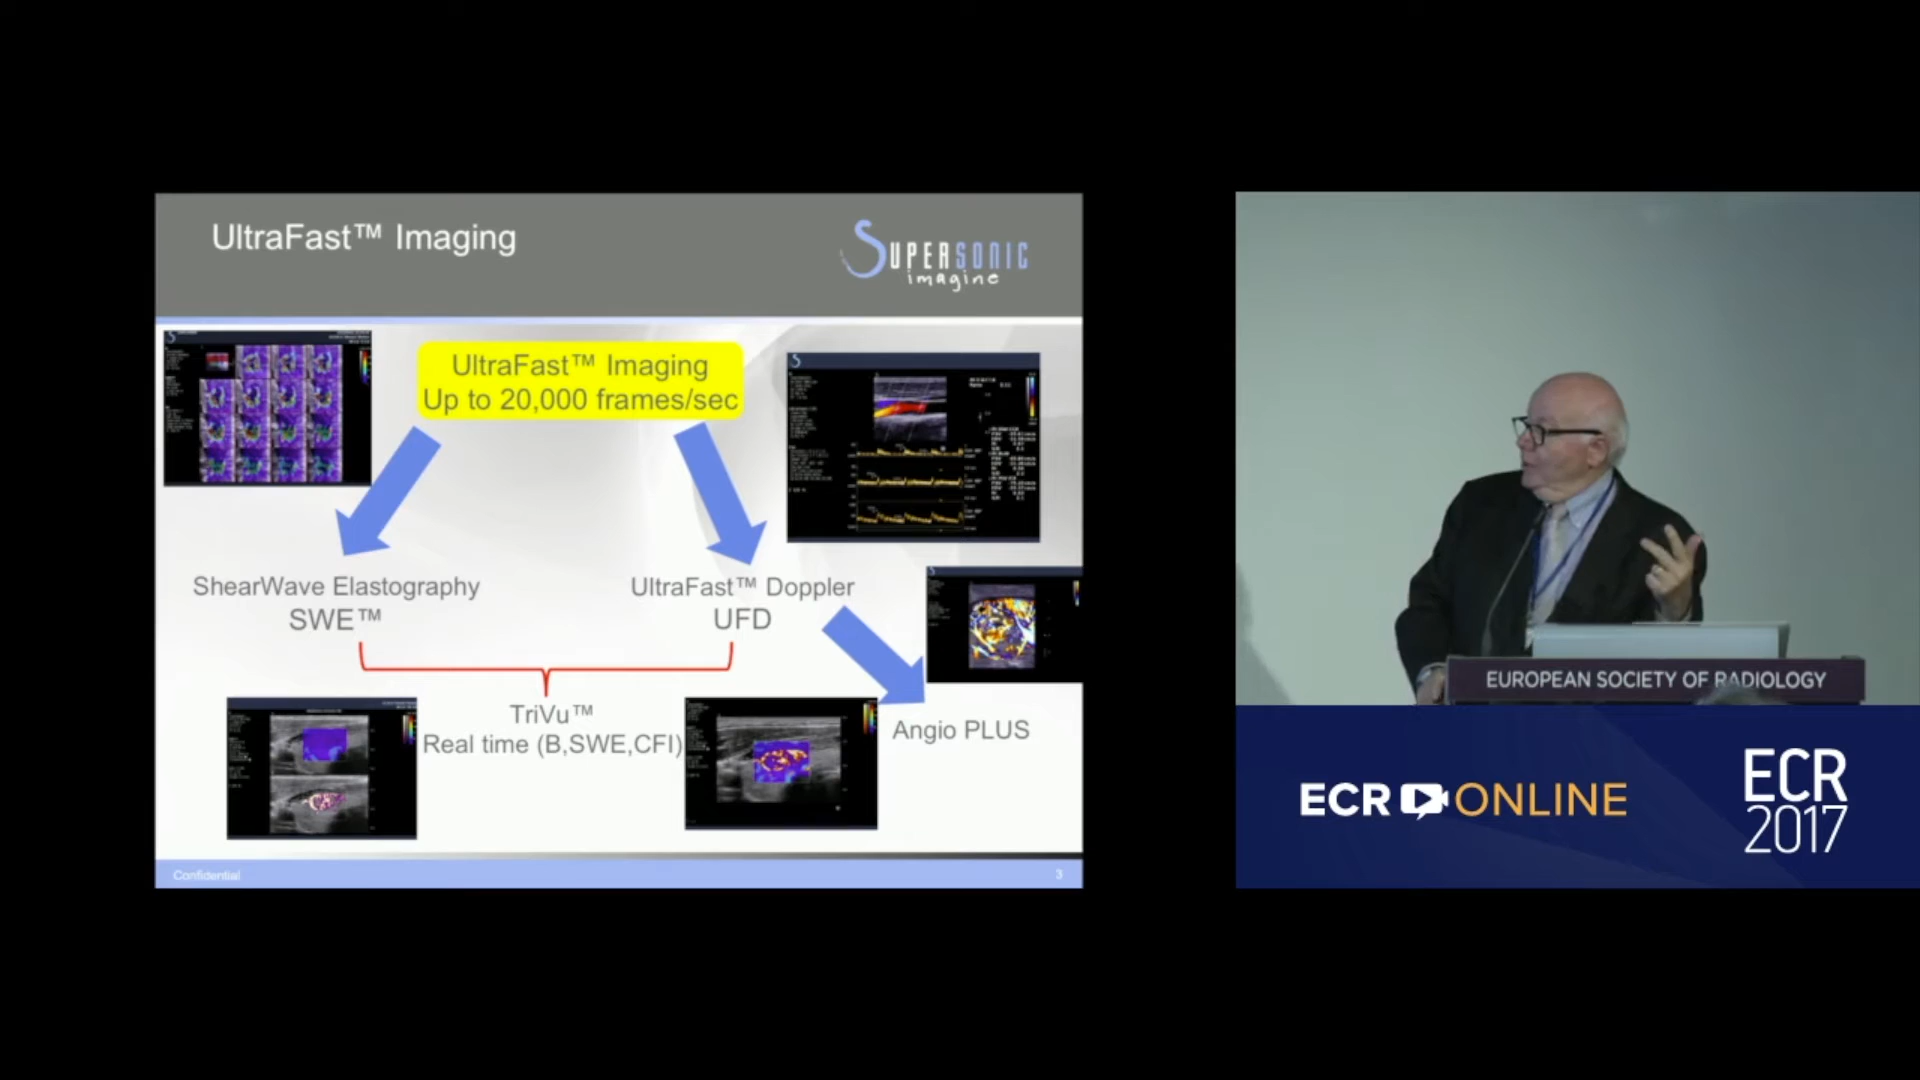 UltraFast™ Imaging
SUPERSONIC
imagine
UltraFast™ Imaging
Up to 20,000 frames/sec
ShearWave Elastography
SWE™
UltraFast™ Doppler
UFD
TriVu™
Real time (B,SWE,CFI)
Angio PLUS
Confidential
3
EUROPEAN SOCIETY OF RADIOLOGY
ECR ONLINE
ECR
2017